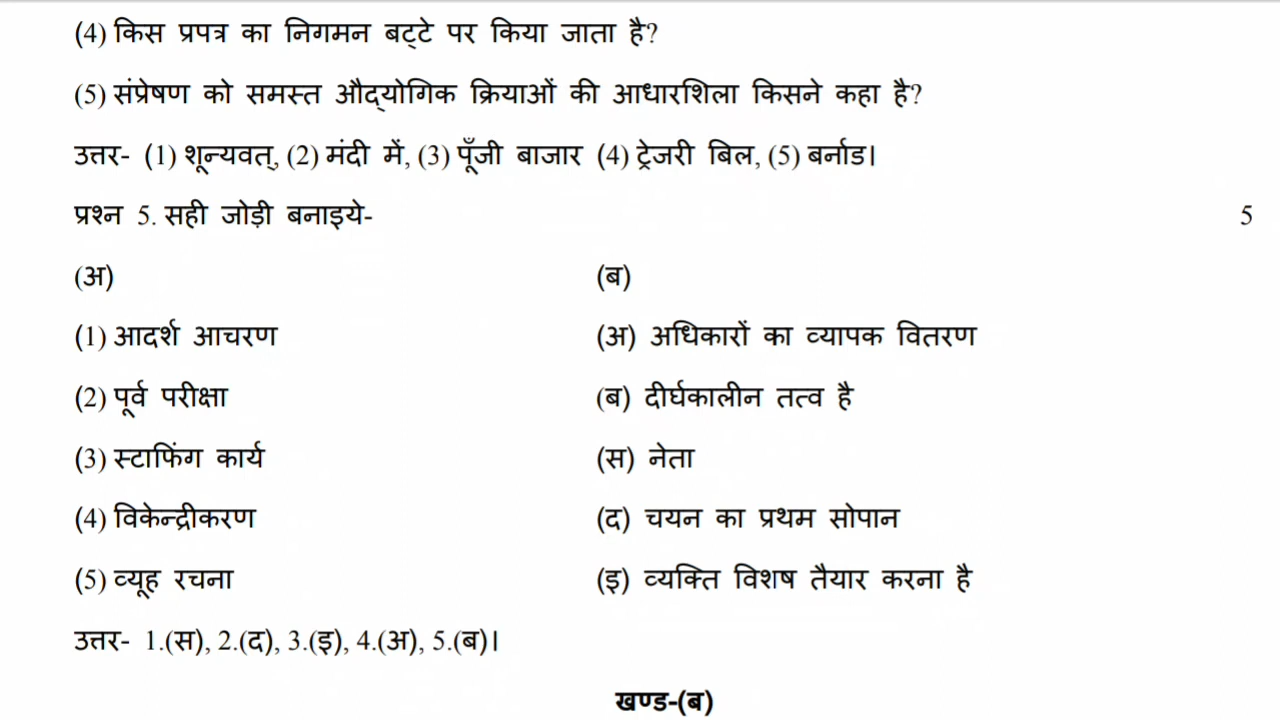 (4) किस प्रपत्र का निगमन बट्टे पर किया जाता है?
(5) संप्रेषण को समस्त औद्योगिक क्रियाओं की आधारशिला किसने कहा है?
उत्तर- (1) शून्यवत्, (2) मंदी में, (3) पूँजी बाजार (4) ट्रेजरी बिल, (5) बर्नाड।
प्रश्न 5. सही जोड़ी बनाइये- 5
(अ) (ब)
(1) आदर्श आचरण (अ) अधिकारों का व्यापक वितरण
(2) पूर्व परीक्षा (ब) दीर्घकालीन तत्व है
(3) स्टाफिंग कार्य (स) नेता
(4) विकेन्द्रीकरण (द) चयन का प्रथम सोपान
(5) व्यूह रचना (इ) व्यक्ति विशष तैयार करना है
उत्तर- 1.(स), 2.(द), 3.(इ), 4.(अ), 5.(ब)।
खण्ड-(ब)